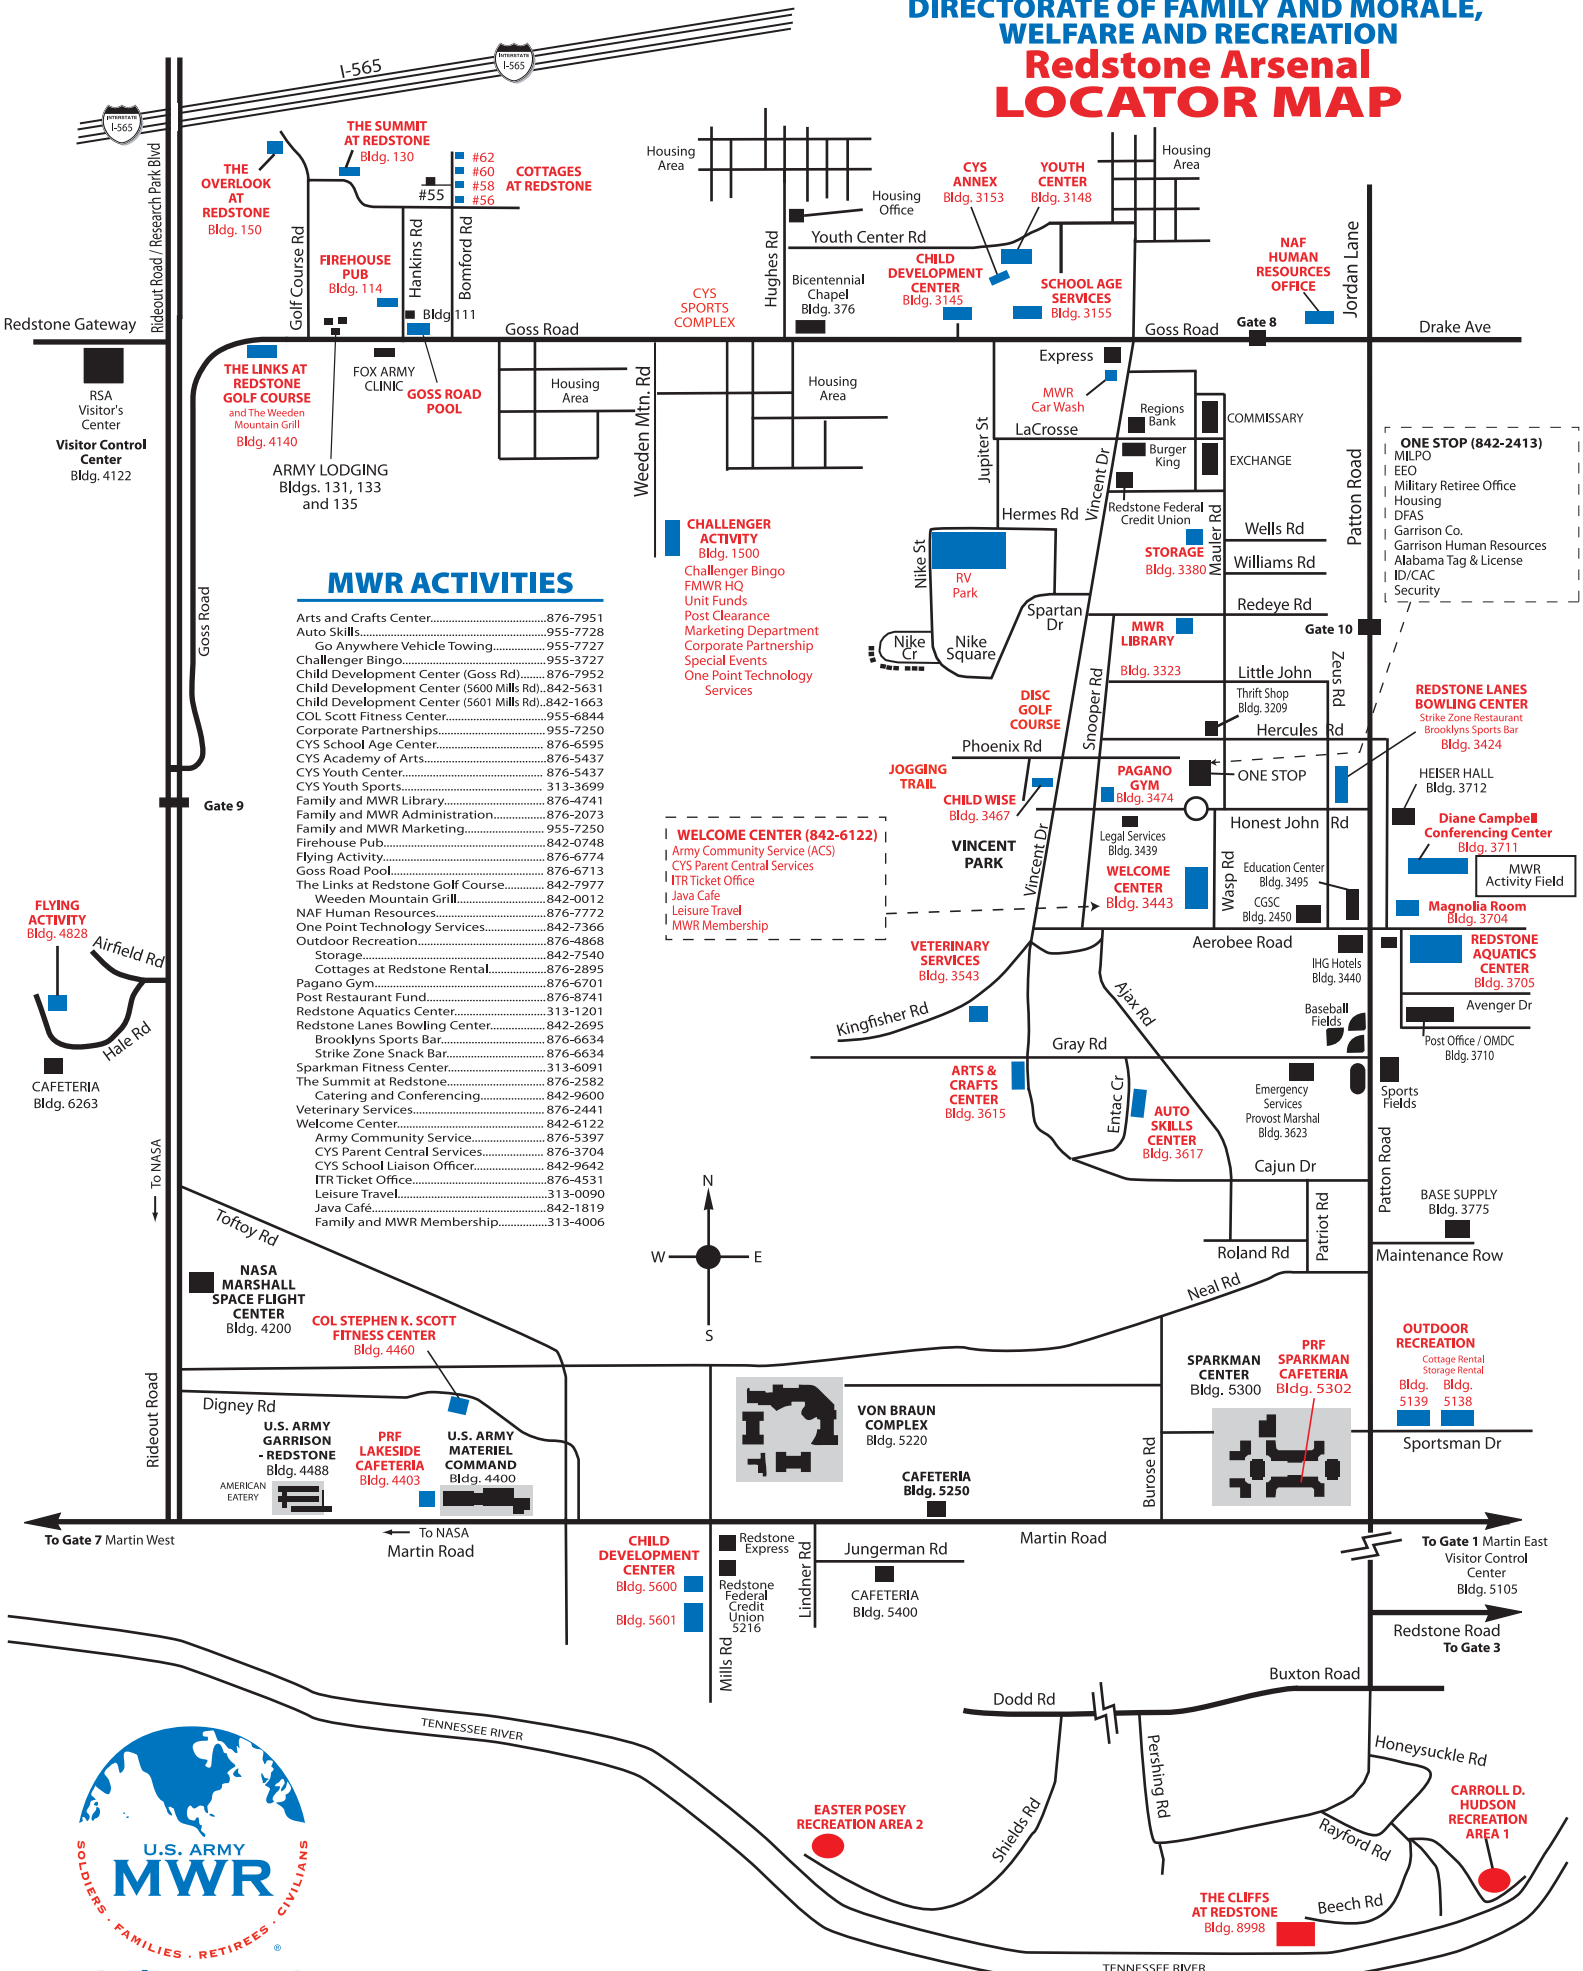 DIRECTORATE OF FAMILY AND MORALE,
WELFARE AND RECREATION
Redstone Arsenal
LOCATOR MAP
I-565
INTERSTATE
I-565
INTERSTATE
I-565
Rideout Road / Research Park Blvd
THE
OVERLOOK
AT
REDSTONE
Bldg. 150
THE SUMMIT
AT REDSTONE
Bldg. 130
#62
#60
#58
#56
#55
COTTAGES
AT REDSTONE
Golf Course Rd
FIREHOUSE
PUB
Bldg. 114
Hankins Rd
Bomford Rd
Bldg 111
Housing
Area
Housing
Office
Hughes Rd
Youth Center Rd
CYS
ANNEX
Bldg. 3153
YOUTH
CENTER
Bldg. 3148
Housing
Area
CYS
SPORTS
COMPLEX
Bicentennial
Chapel
Bldg. 376
CHILD
DEVELOPMENT
CENTER
Bldg. 3145
SCHOOL AGE
SERVICES
Bldg. 3155
NAF
HUMAN
RESOURCES
OFFICE
Jordan Lane
Redstone Gateway
Goss Road
Goss Road
Gate 8
Drake Ave
RSA
Visitor's
Center
Visitor Control
Center
Bldg. 4122
THE LINKS AT
REDSTONE
GOLF COURSE
and The Weeden
Mountain Grill
Bldg. 4140
FOX ARMY
CLINIC
GOSS ROAD
POOL
ARMY LODGING
Bldgs. 131, 133
and 135
Housing
Area
Weeden Mtn. Rd
Housing
Area
Express
MWR
Car Wash
Jupiter St
LaCrosse
Vincent Dr
Regions
Bank
COMMISSARY
Burger
King
EXCHANGE
Redstone Federal
Credit Union
Hermes Rd
Mauler Rd
Wells Rd
STORAGE
Bldg. 3380
Williams Rd
Patton Road
ONE STOP (842-2413)
MILPO
EEO
Military Retiree Office
Housing
DFAS
Garrison Co.
Garrison Human Resources
Alabama Tag & License
ID/CAC
Security
CHALLENGER
ACTIVITY
Bldg. 1500
Challenger Bingo
FMWR HQ
Unit Funds
Post Clearance
Marketing Department
Corporate Partnership
Special Events
One Point Technology
Services
Nike St
RV
Park
Nike
Cr
Nike
Square
Spartan
Dr
Redeye Rd
Gate 10
MWR
LIBRARY
Bldg. 3323
Little John
Zeus Rd
Snooper Rd
DISC
GOLF
COURSE
Thrift Shop
Bldg. 3209
Hercules Rd
Phoenix Rd
REDSTONE LANES
BOWLING CENTER
Strike Zone Restaurant
Brooklyns Sports Bar
Bldg. 3424
JOGGING
TRAIL
CHILD WISE
Bldg. 3467
PAGANO
GYM
Bldg. 3474
ONE STOP
HEISER HALL
Bldg. 3712
Honest John Rd
Diane Campbell
Conferencing Center
Bldg. 3711
MWR
Activity Field
VINCENT
PARK
Vincent Dr
Legal Services
Bldg. 3439
WELCOME
CENTER
Bldg. 3443
Wasp Rd
Education Center
Bldg. 3495
CGSC
Bldg. 2450
Magnolia Room
Bldg. 3704
WELCOME CENTER (842-6122)
Army Community Service (ACS)
CYS Parent Central Services
ITR Ticket Office
Java Cafe
Leisure Travel
MWR Membership
MWR ACTIVITIES
Arts and Crafts Center 876-7951
Auto Skills 955-7728
Go Anywhere Vehicle Towing 955-7727
Challenger Bingo 955-3727
Child Development Center (Goss Rd) 876-7952
Child Development Center (5600 Mills Rd) 842-5631
Child Development Center (5601 Mills Rd) 842-1663
COL Scott Fitness Center 955-6844
Corporate Partnerships 955-7250
CYS School Age Center 876-6595
CYS Academy of Arts 876-5437
CYS Youth Center 876-5437
CYS Youth Sports 313-3699
Family and MWR Library 876-4741
Family and MWR Administration 876-2073
Family and MWR Marketing 955-7250
Firehouse Pub 842-0748
Flying Activity 876-6774
Goss Road Pool 876-6713
The Links at Redstone Golf Course 842-7977
Weeden Mountain Grill 842-0012
NAF Human Resources 876-7772
One Point Technology Services 842-7366
Outdoor Recreation 876-4868
Storage 842-7540
Cottages at Redstone Rental 876-2895
Pagano Gym 876-6701
Post Restaurant Fund 876-8741
Redstone Aquatics Center 313-1201
Redstone Lanes Bowling Center 842-2695
Brooklyns Sports Bar 876-6634
Strike Zone Snack Bar 876-6634
Sparkman Fitness Center 313-6091
The Summit at Redstone 876-2582
Catering and Conferencing 842-9600
Veterinary Services 876-2441
Welcome Center 842-6122
Army Community Service 876-5397
CYS Parent Central Services 876-3704
CYS School Liaison Officer 842-9642
ITR Ticket Office 876-4531
Leisure Travel 313-0090
Java Café 842-1819
Family and MWR Membership 313-4006
Goss Road
Gate 9
FLYING
ACTIVITY
Bldg. 4828
Airfield Rd
Hale Rd
CAFETERIA
Bldg. 6263
To NASA
Aerobee Road
VETERINARY
SERVICES
Bldg. 3543
Kingfisher Rd
Ajax Rd
IHG Hotels
Bldg. 3440
REDSTONE
AQUATICS
CENTER
Bldg. 3705
Avenger Dr
Baseball
Fields
Post Office / OMDC
Bldg. 3710
Gray Rd
ARTS &
CRAFTS
CENTER
Bldg. 3615
Entac Cr
AUTO
SKILLS
CENTER
Bldg. 3617
Emergency
Services
Provost Marshal
Bldg. 3623
Sports
Fields
Cajun Dr
Patton Road
Patriot Rd
Roland Rd
BASE SUPPLY
Bldg. 3775
Maintenance Row
N
W
E
S
Toftoy Rd
NASA
MARSHALL
SPACE FLIGHT
CENTER
Bldg. 4200
COL STEPHEN K. SCOTT
FITNESS CENTER
Bldg. 4460
Neal Rd
Rideout Road
Digney Rd
U.S. ARMY
GARRISON
- REDSTONE
Bldg. 4488
AMERICAN
EATERY
PRF
LAKESIDE
CAFETERIA
Bldg. 4403
U.S. ARMY
MATERIEL
COMMAND
Bldg. 4400
VON BRAUN
COMPLEX
Bldg. 5220
CAFETERIA
Bldg. 5250
Burose Rd
SPARKMAN
CENTER
Bldg. 5300
PRF
SPARKMAN
CAFETERIA
Bldg. 5302
OUTDOOR
RECREATION
Cottage Rental
Storage Rental
Bldg.
5139
Bldg.
5138
Sportsman Dr
To Gate 7 Martin West
To NASA
Martin Road
Martin Road
To Gate 1 Martin East
Visitor Control
Center
Bldg. 5105
CHILD
DEVELOPMENT
CENTER
Bldg. 5600
Bldg. 5601
Redstone
Express
Redstone
Federal
Credit
Union
5216
Mills Rd
Lindner Rd
Jungerman Rd
CAFETERIA
Bldg. 5400
Redstone Road
To Gate 3
Buxton Road
Dodd Rd
TENNESSEE RIVER
Pershing Rd
Shields Rd
Honeysuckle Rd
Rayford Rd
Beech Rd
EASTER POSEY
RECREATION AREA 2
CARROLL D.
HUDSON
RECREATION
AREA 1
THE CLIFFS
AT REDSTONE
Bldg. 8998
TENNESSEE RIVER
U.S. ARMY
MWR
SOLDIERS · FAMILIES · RETIREES · CIVILIANS
®